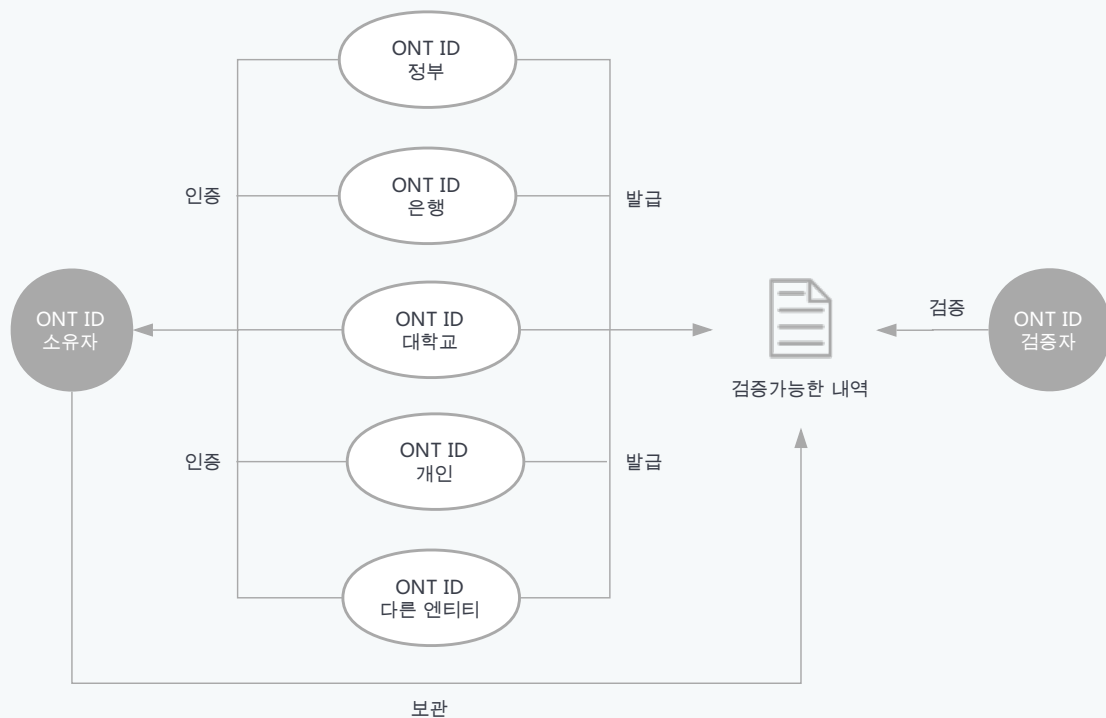 ONT ID
정부
인증
ONT ID
은행
발급
ONT ID
소유자
ONT ID
대학교
검증
ONT ID
검증자
검증가능한 내역
인증
ONT ID
개인
발급
ONT ID
다른 엔티티
보관